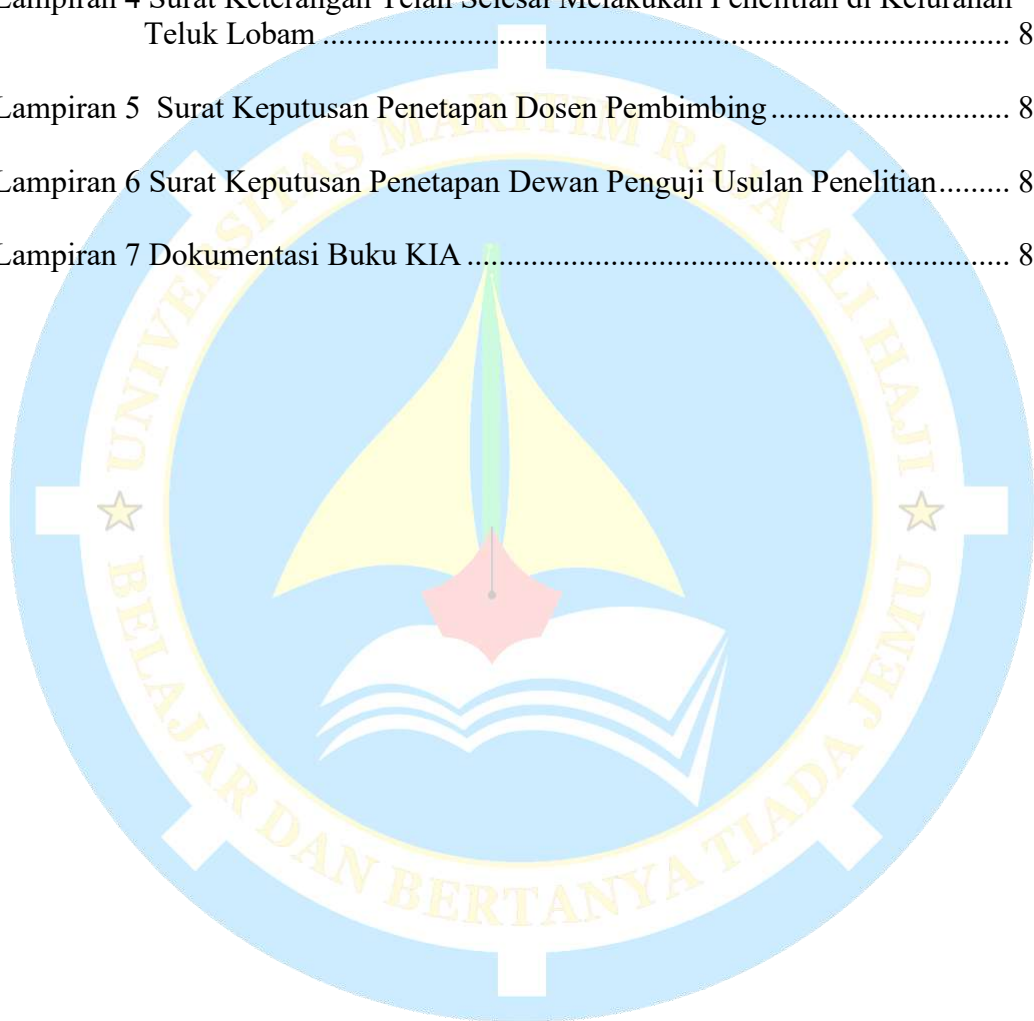 Lampiran 4 Surat Keterangan Telah Selesai Melakukan Penelitian di Kelurahan
Teluk Lobam ........................................................................................ 8
Lampiran 5  Surat Keputusan Penetapan Dosen Pembimbing .............................. 8
Lampiran 6 Surat Keputusan Penetapan Dewan Penguji Usulan Penelitian ......... 8
Lampiran 7 Dokumentasi Buku KIA ..................................................................... 8
UNIVERSITAS MARITIM RAJA ALI HAJI
BELAJAR DAN BERTANYA TIADA JEMU